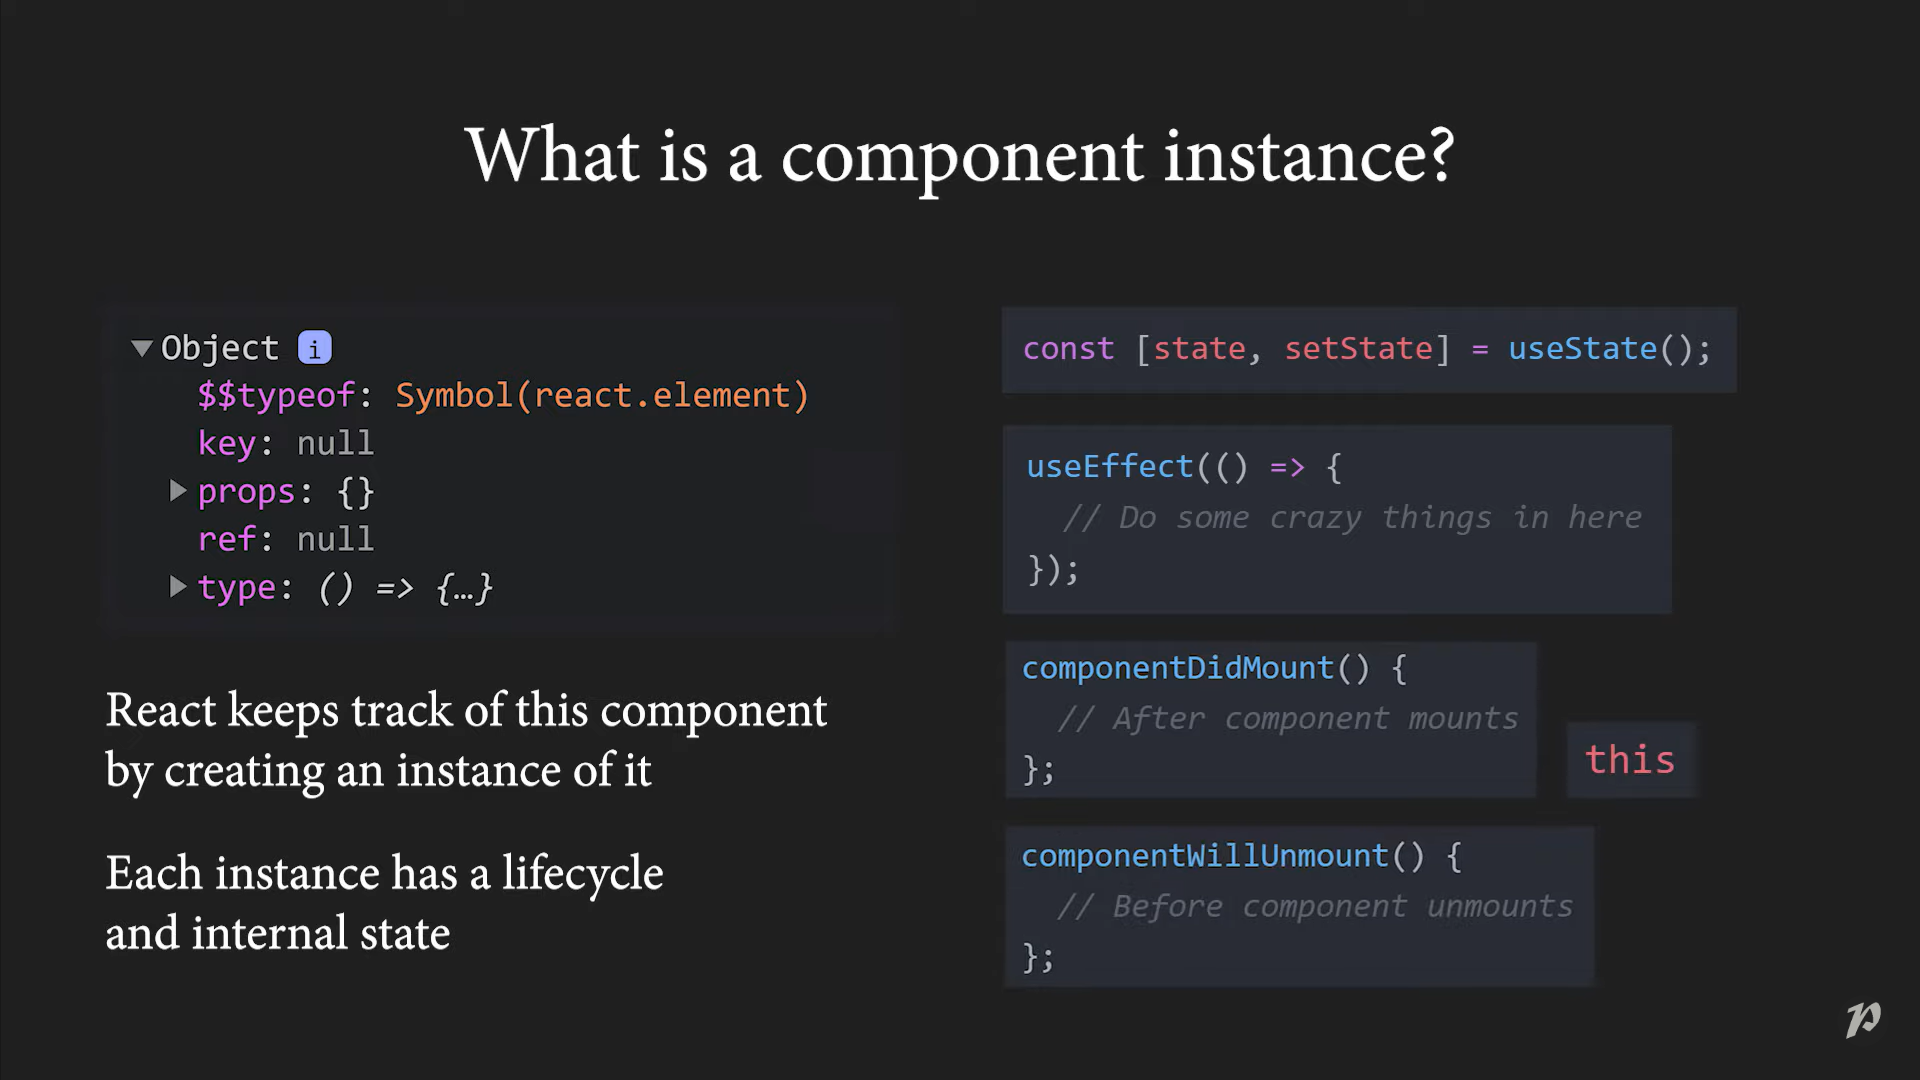 What is a component instance?
▼Object i
$$typeof: Symbol(react.element)
key: null
▶props: {}
ref: null
▶type: () => {…}
React keeps track of this component
by creating an instance of it
Each instance has a lifecycle
and internal state
const [state, setState] = useState();
useEffect(() => {
// Do some crazy things in here
});
componentDidMount() {
// After component mounts
};
this
componentWillUnmount() {
// Before component unmounts
};
p